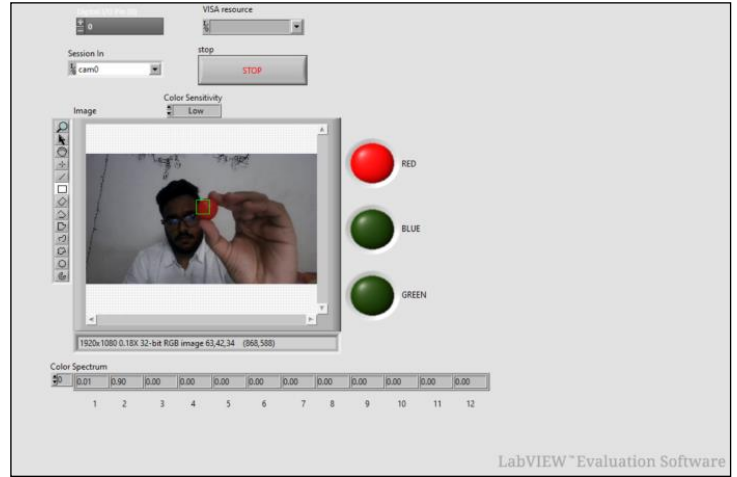 VISA resource
0
Session In
cam0
stop
STOP
Color Sensitivity
Low
Image
RED
BLUE
GREEN
1920x1080 0.18X 32-bit RGB image 63,42,34 (868,588)
Color Spectrum
0 0.01 0.90 0.00 0.00 0.00 0.00 0.00 0.00 0.00 0.00 0.00 0.00
1 2 3 4 5 6 7 8 9 10 11 12
LabVIEW™ Evaluation Software